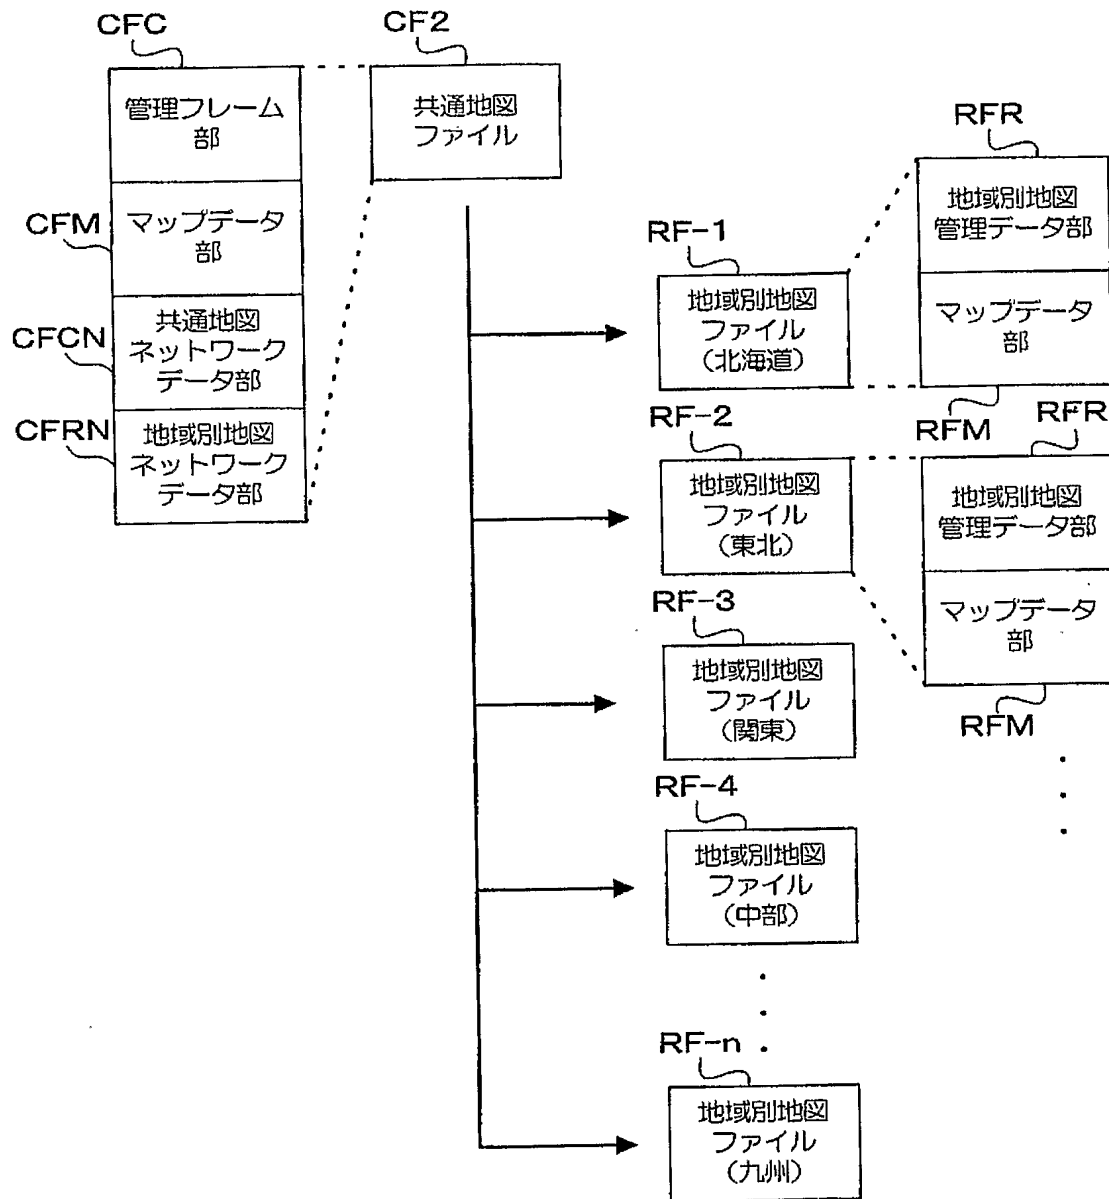 CFC
管理フレーム
部
CFM
マップデータ
部
CFCN
共通地図
ネットワーク
データ部
CFRN
地域別地図
ネットワーク
データ部
CF2
共通地図
ファイル
RF-1
地域別地図
ファイル
(北海道)
RFR
地域別地図
管理データ部
マップデータ
部
RFM
RF-2
地域別地図
ファイル
(東北)
RFR
地域別地図
管理データ部
マップデータ
部
RFM
RF-3
地域別地図
ファイル
(関東)
RF-4
地域別地図
ファイル
(中部)
RF-n
地域別地図
ファイル
(九州)